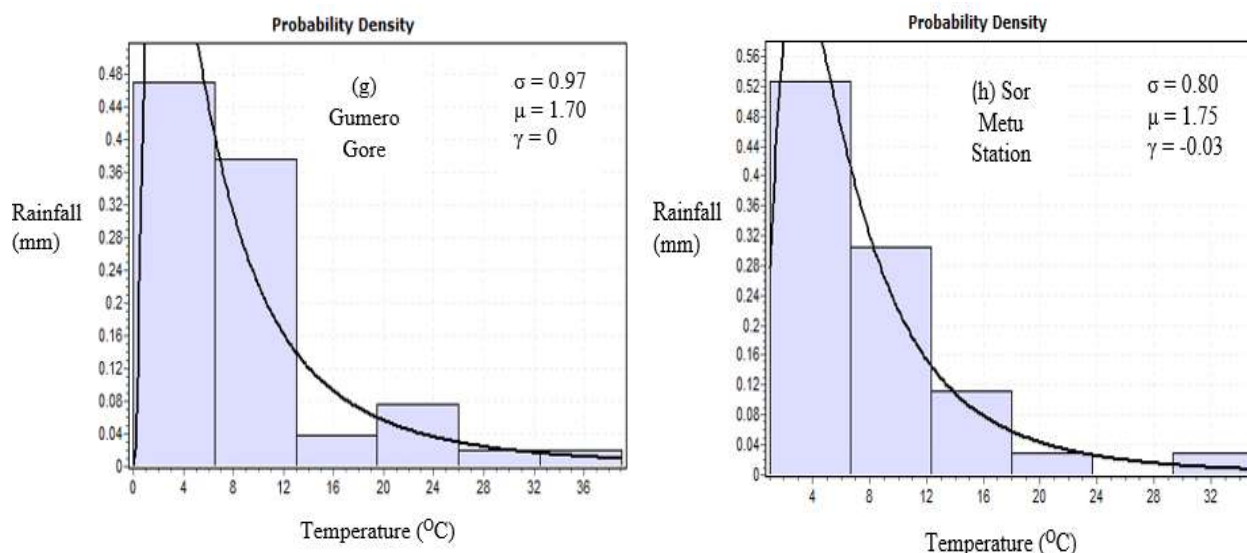 Probability Density
0.48
0.44
0.4
0.36
0.32
0.28
0.24
0.2
0.16
0.12
0.08
0.04
0
Rainfall
(mm)
(g)
Gumero
Gore
σ = 0.97
μ = 1.70
γ = 0
0 4 8 12 16 20 24 28 32 36
Temperature (⁰C)
Probability Density
0.56
0.52
0.48
0.44
0.4
0.36
0.32
0.28
0.24
0.2
0.16
0.12
0.08
0.04
0
Rainfall
(mm)
(h) Sor
Metu
Station
σ = 0.80
μ = 1.75
γ = -0.03
4 8 12 16 20 24 28 32
Temperature (⁰C)